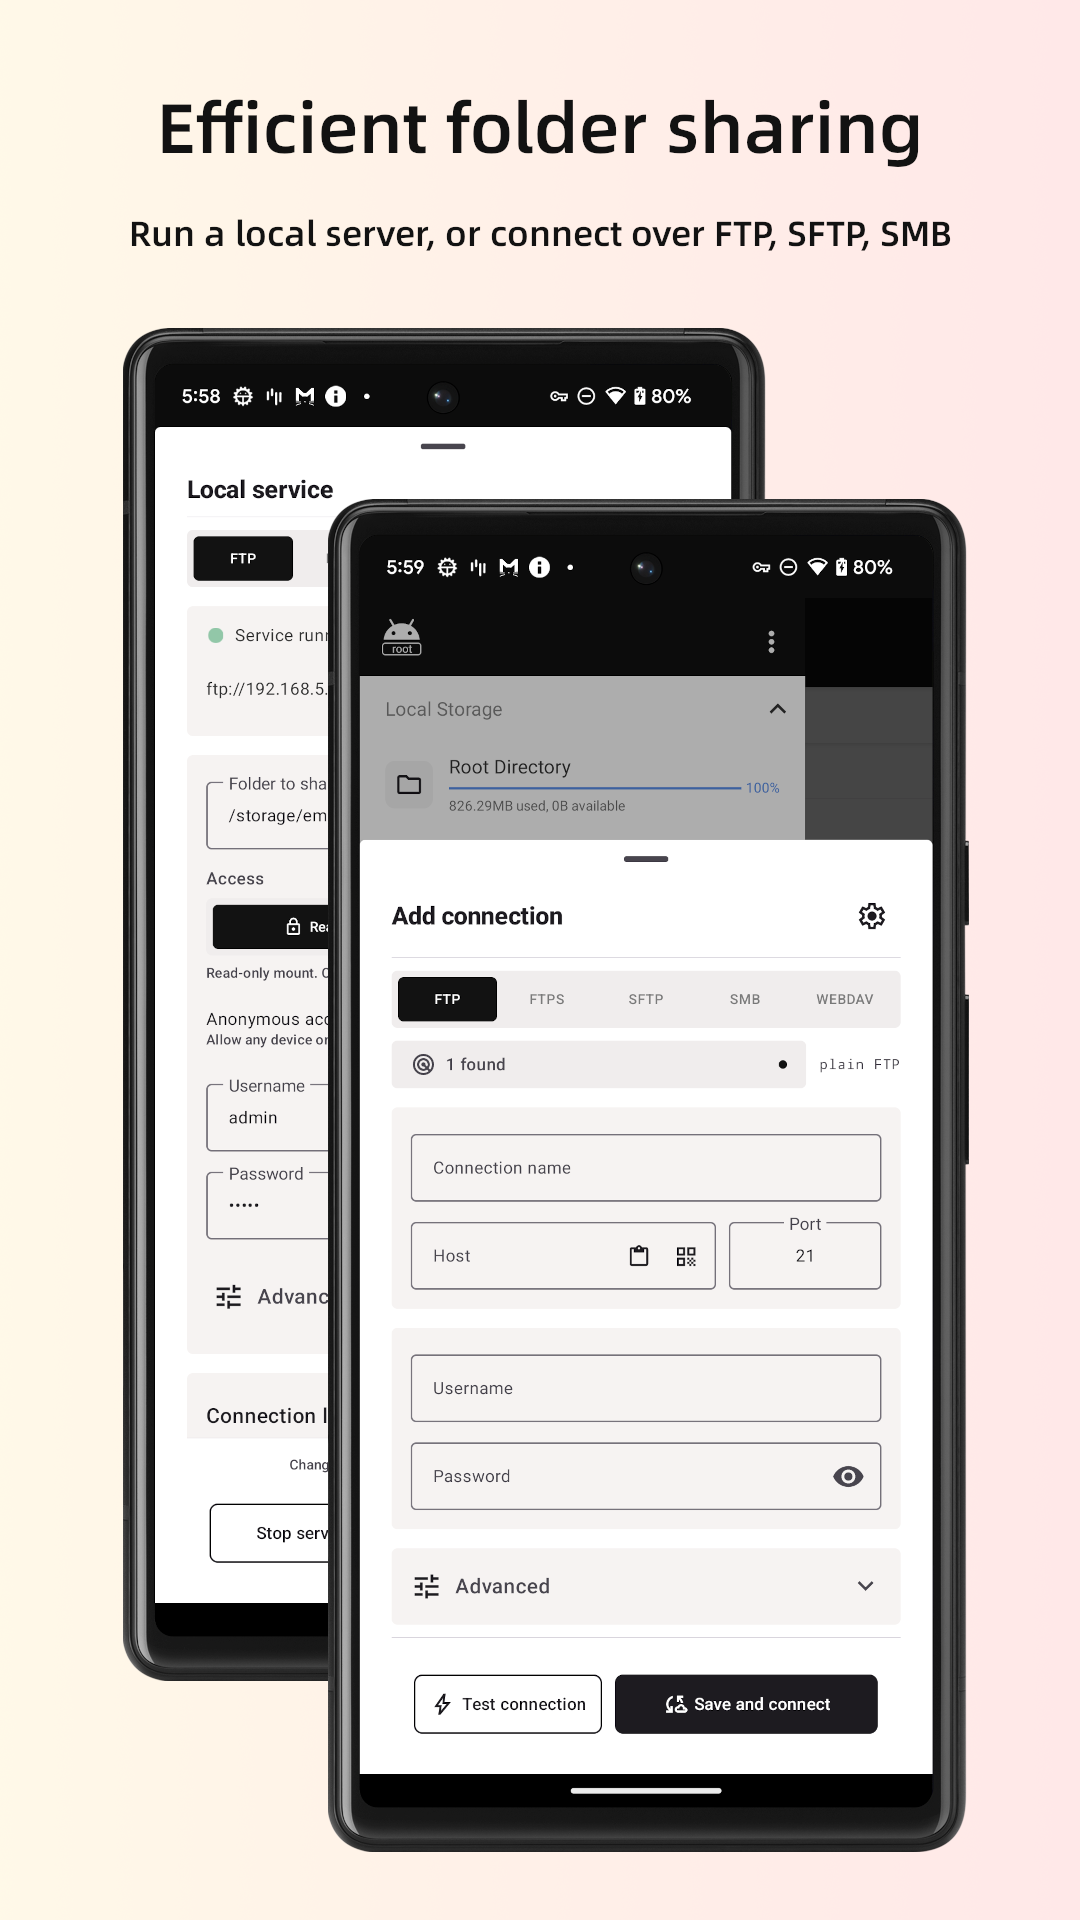 Efficient folder sharing
Run a local server, or connect over FTP, SFTP, SMB
5:58
80%
Local service
FTP
Service runn
ftp://192.168.5.
Folder to sha
/storage/em
Access
Rea
Read-only mount. C
Anonymous acc
Allow any device or
Username
admin
Password
•••••
Advanc
Connection l
Chang
Stop serv
5:59
80%
root
Local Storage
Root Directory
100%
826.29MB used, 0B available
Add connection
FTP FTPS SFTP SMB WEBDAV
1 found
plain FTP
Connection name
Host
Port
21
Username
Password
Advanced
Test connection
Save and connect